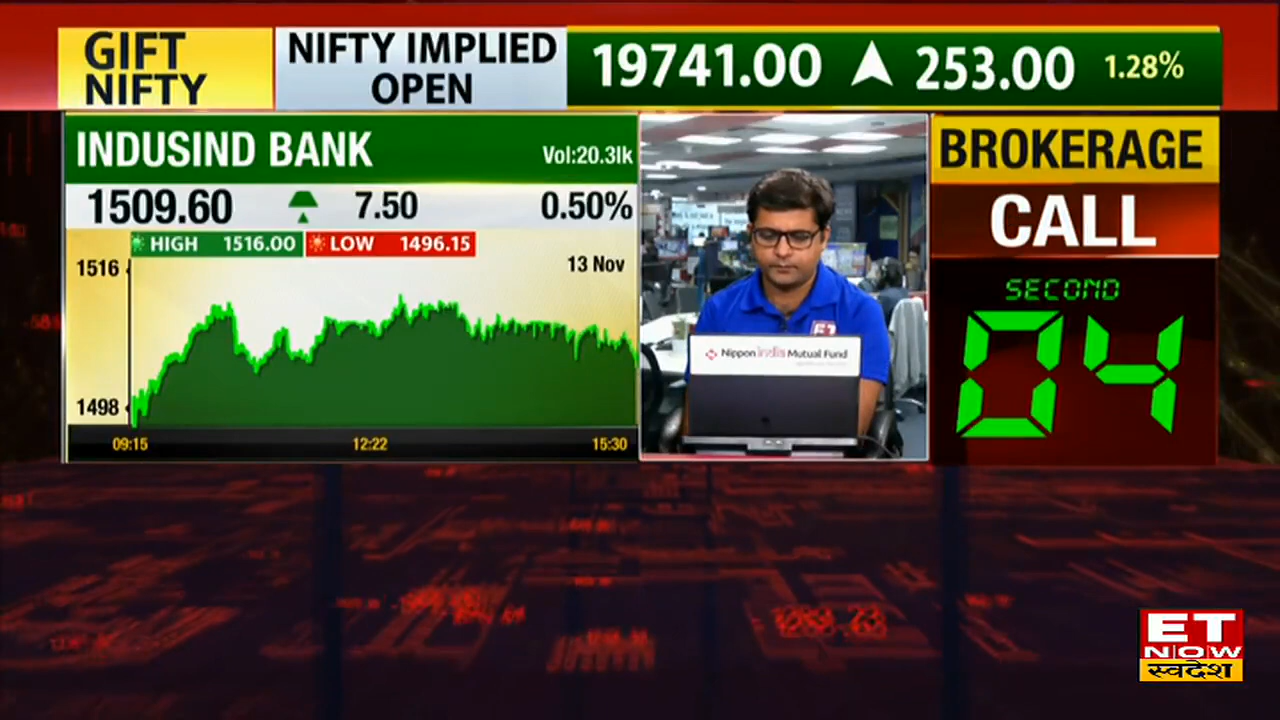 GIFT
NIFTY
NIFTY IMPLIED
OPEN
19741.00
253.00
1.28%
INDUSIND BANK
Vol:20.3lk
1509.60
7.50
0.50%
HIGH 1516.00
LOW 1496.15
1516
13 Nov
1498
09:15
12:22
15:30
Nippon india Mutual Fund
BROKERAGE
CALL
SECOND
04
ET
NOW
स्वदेश